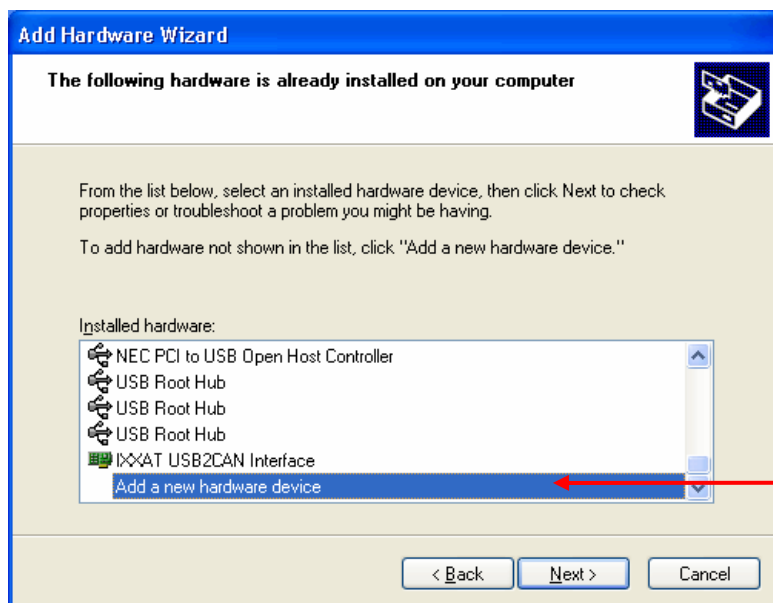 Add Hardware Wizard
The following hardware is already installed on your computer
From the list below, select an installed hardware device, then click Next to check
properties or troubleshoot a problem you might be having.
To add hardware not shown in the list, click "Add a new hardware device."
Installed hardware:
NEC PCI to USB Open Host Controller
USB Root Hub
USB Root Hub
USB Root Hub
IXXAT USB2CAN Interface
Add a new hardware device
< Back Next > Cancel